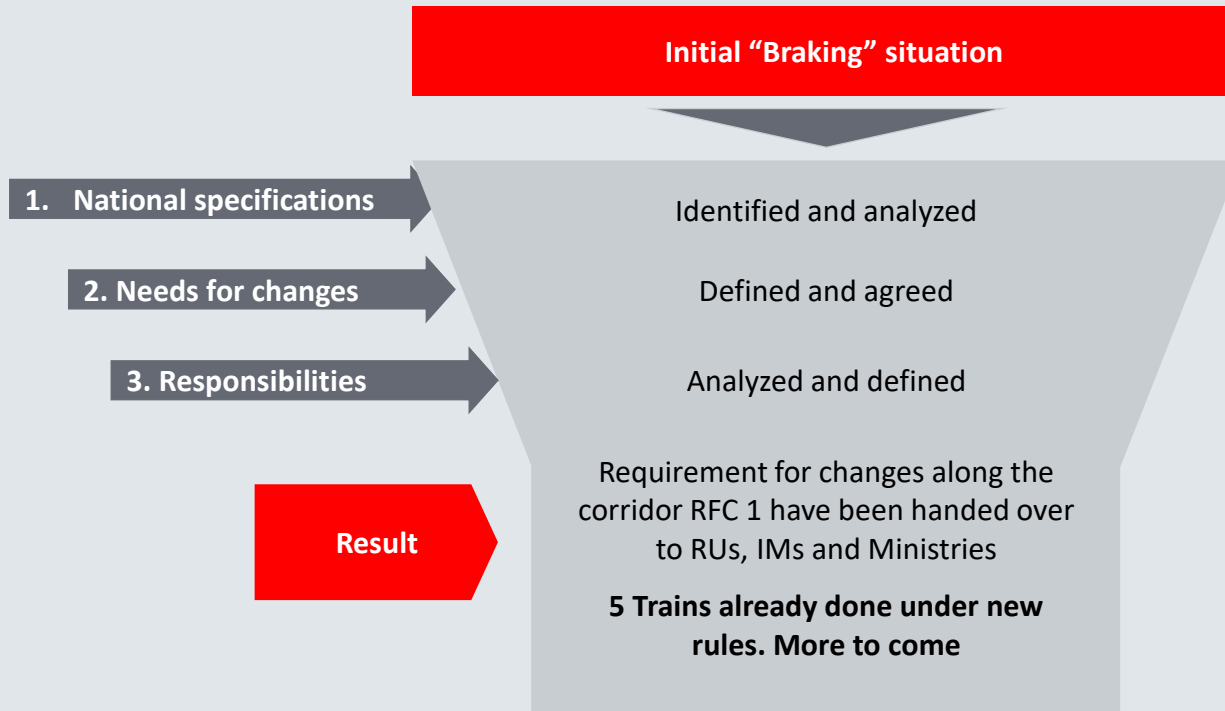 Initial “Braking” situation
1. National specifications
Identified and analyzed
2. Needs for changes
Defined and agreed
3. Responsibilities
Analyzed and defined
Result
Requirement for changes along the
corridor RFC 1 have been handed over
to RUs, IMs and Ministries
5 Trains already done under new
rules. More to come